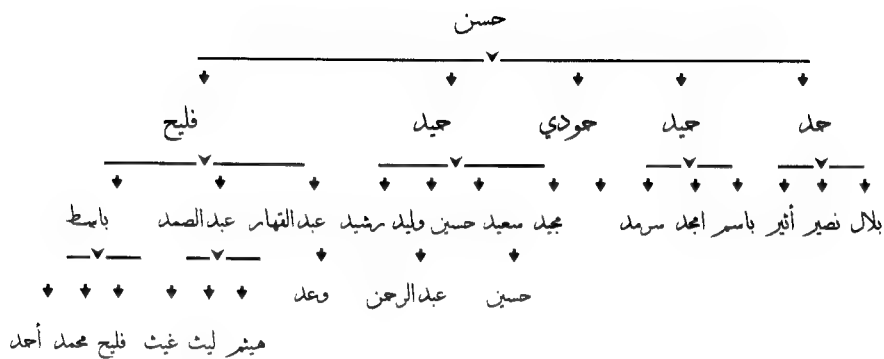 حسن
حمد حميد حمودي حميد فليح
بلال نصير أثير باسم امجد سرمد مجيد سعيد حسين وليد رشيد عبدالقهار عبدالصمد باسط
حسين عبدالرحمن وعد
هيثم ليث غيث فليح محمد أحمد